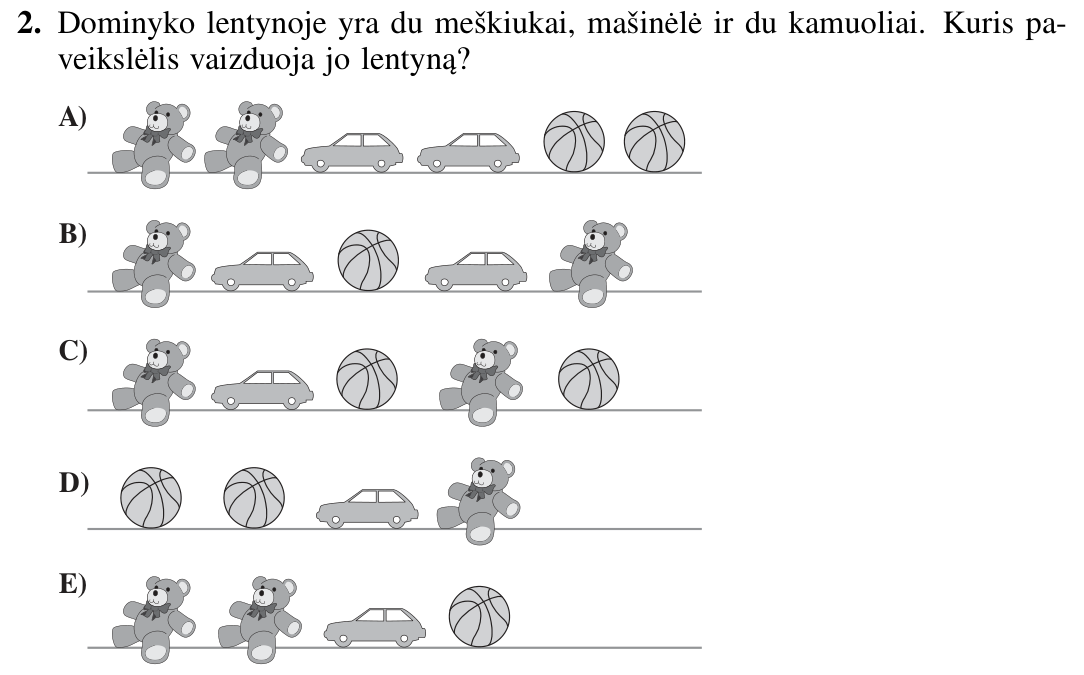 2. Dominyko lentynoje yra du meškiukai, mašinėlė ir du kamuoliai. Kuris pa-
veikslėlis vaizduoja jo lentyną?
A)
B)
C)
D)
E)